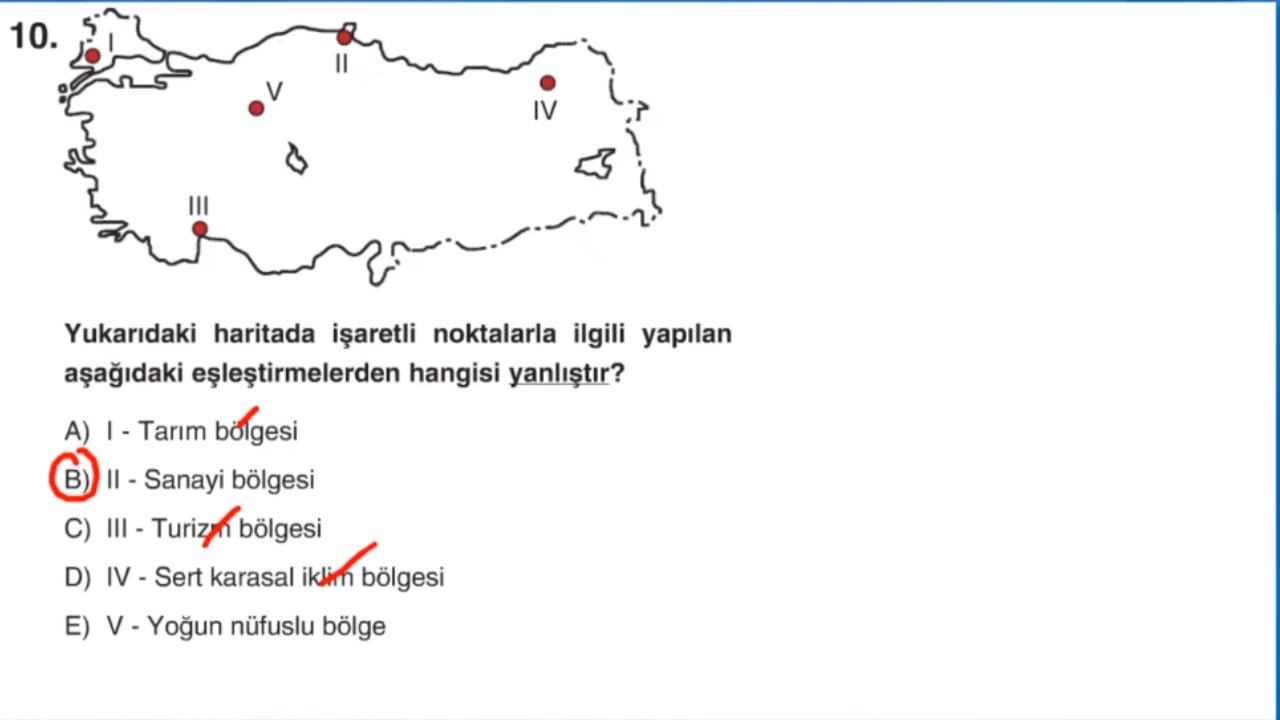 10.
I
II
V
IV
III
Yukarıdaki haritada işaretli noktalarla ilgili yapılan
aşağıdaki eşleştirmelerden hangisi yanlıştır?
A) I - Tarım bölgesi
B) II - Sanayi bölgesi
C) III - Turizm bölgesi
D) IV - Sert karasal iklim bölgesi
E) V - Yoğun nüfuslu bölge